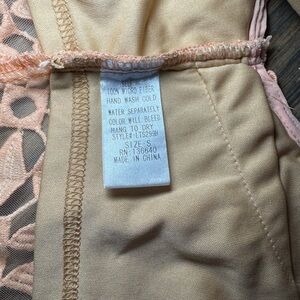 100% MICRO FIBER
HAND WASH COLD
WATER SEPARATELY
COLOR WILL BLEED
HANG TO DRY
SIZE S
RN:136640
MADE IN CHINA